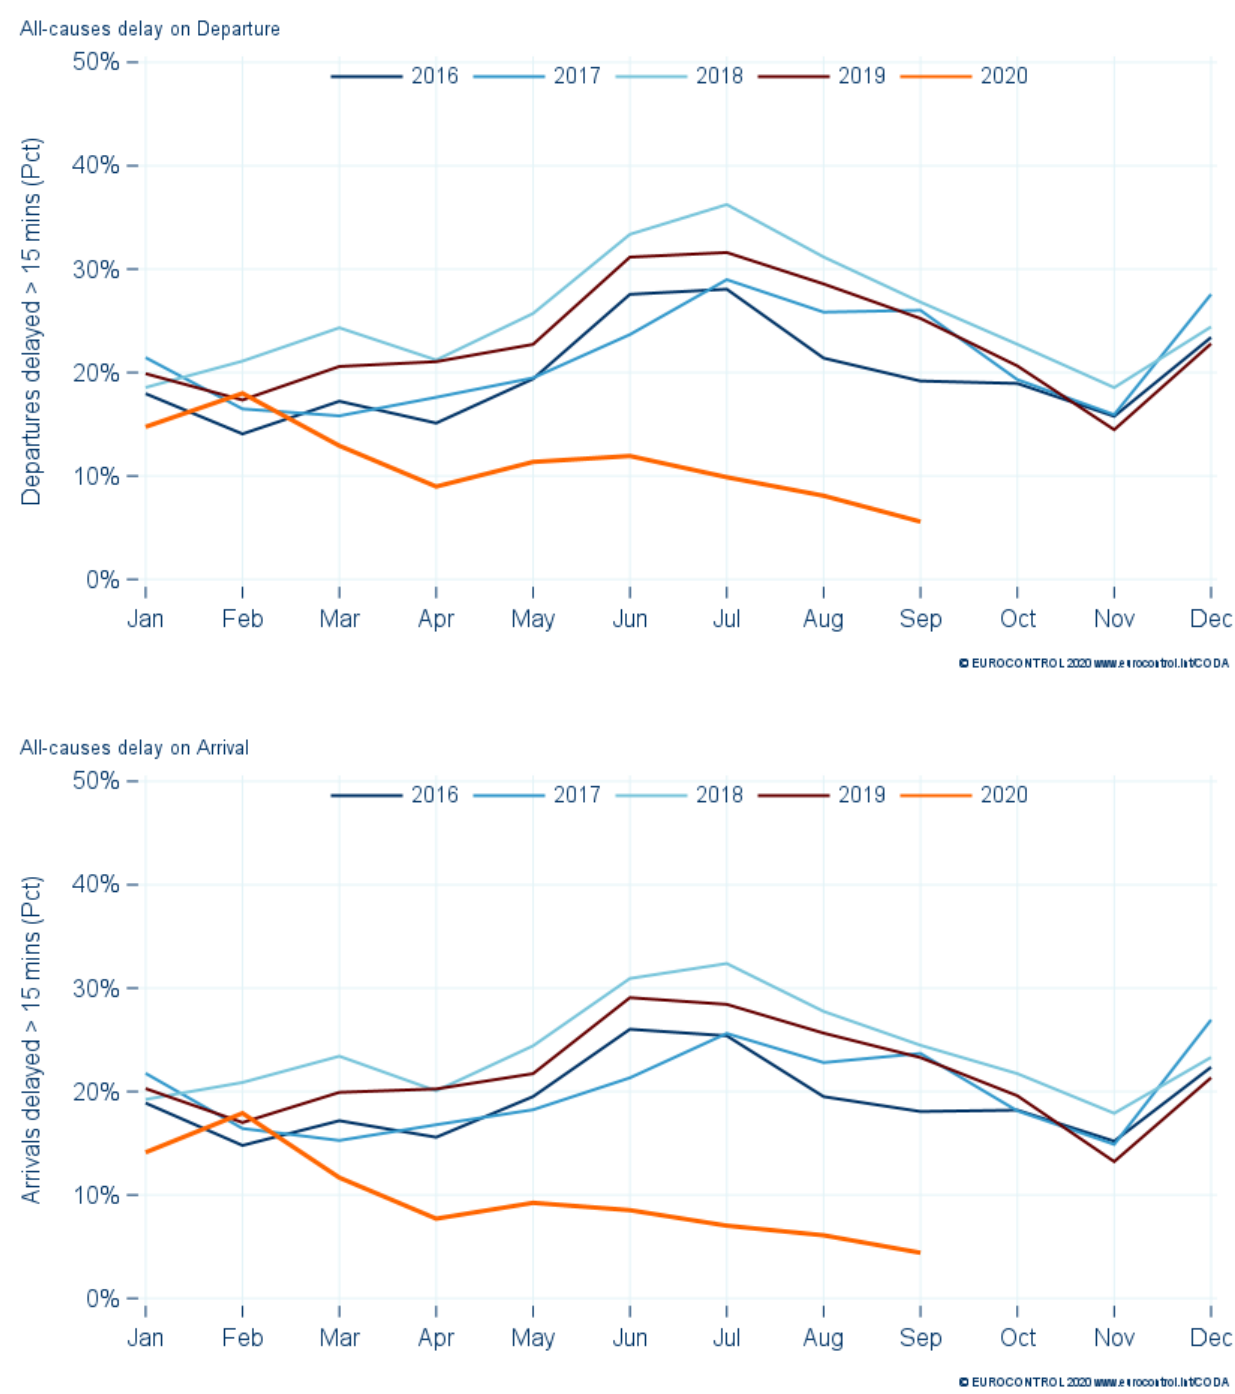 All-causes delay on Departure
50%
2016 2017 2018 2019 2020
40%
30%
20%
10%
0%
Departures delayed > 15 mins (Pct)
Jan Feb Mar Apr May Jun Jul Aug Sep Oct Nov Dec
© EUROCONTROL 2020 www.eurocontrol.int/CODA
All-causes delay on Arrival
50%
2016 2017 2018 2019 2020
40%
30%
20%
10%
0%
Arrivals delayed > 15 mins (Pct)
Jan Feb Mar Apr May Jun Jul Aug Sep Oct Nov Dec
© EUROCONTROL 2020 www.eurocontrol.int/CODA